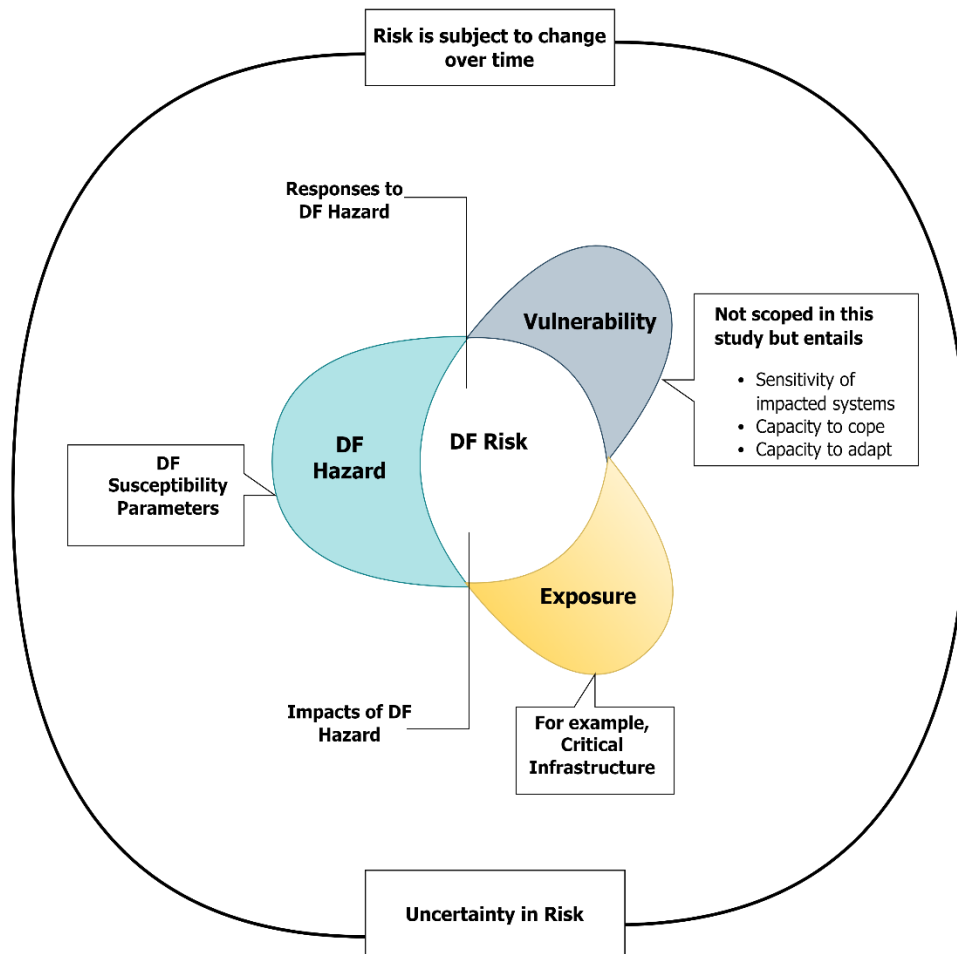 Risk is subject to change
over time
Responses to
DF Hazard
Vulnerability
Not scoped in this
study but entails
• Sensitivity of
impacted systems
• Capacity to cope
• Capacity to adapt
DF
Hazard
DF Risk
DF
Susceptibility
Parameters
Exposure
Impacts of DF
Hazard
For example,
Critical
Infrastructure
Uncertainty in Risk